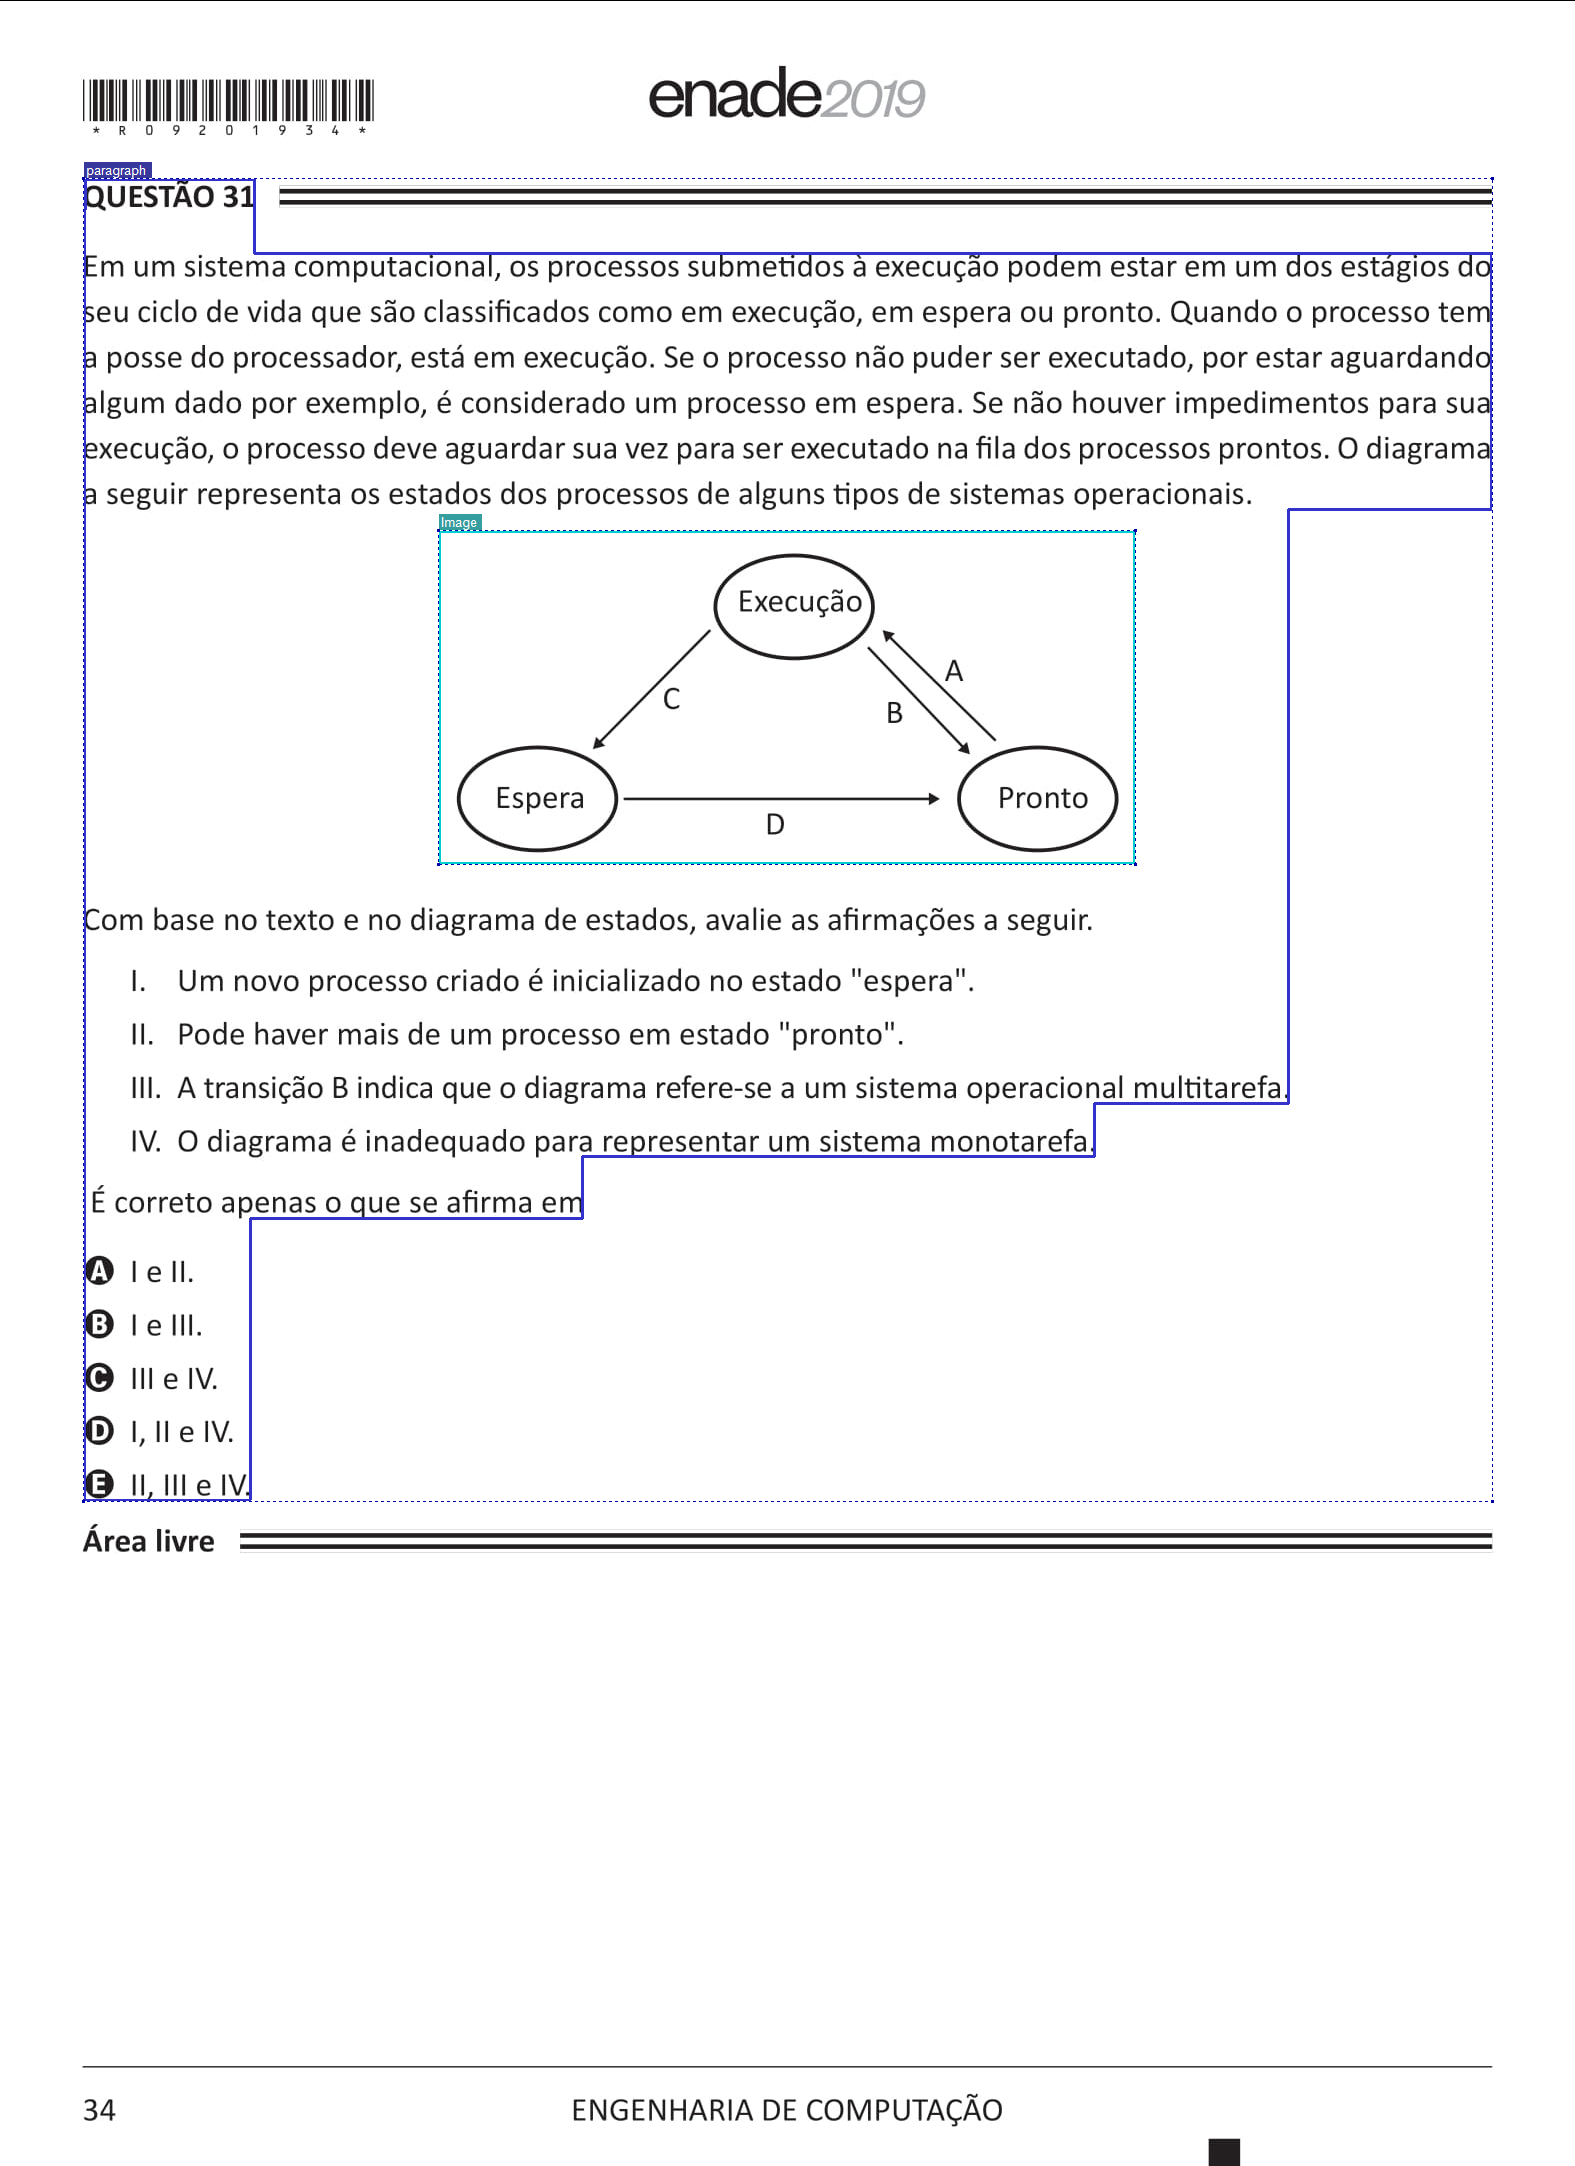 * R 0 9 2 0 1 9 3 4 *
enade2019
paragraph
QUESTÃO 31
Em um sistema computacional, os processos submetidos à execução podem estar em um dos estágios do
seu ciclo de vida que são classificados como em execução, em espera ou pronto. Quando o processo tem
a posse do processador, está em execução. Se o processo não puder ser executado, por estar aguardando
algum dado por exemplo, é considerado um processo em espera. Se não houver impedimentos para sua
execução, o processo deve aguardar sua vez para ser executado na fila dos processos prontos. O diagrama
a seguir representa os estados dos processos de alguns tipos de sistemas operacionais.
Image
Execução
A
C
B
Espera
Pronto
D
Com base no texto e no diagrama de estados, avalie as afirmações a seguir.
I. Um novo processo criado é inicializado no estado "espera".
II. Pode haver mais de um processo em estado "pronto".
III. A transição B indica que o diagrama refere-se a um sistema operacional multitarefa.
IV. O diagrama é inadequado para representar um sistema monotarefa.
É correto apenas o que se afirma em
A I e II.
B I e III.
C III e IV.
D I, II e IV.
E II, III e IV.
Área livre
34
ENGENHARIA DE COMPUTAÇÃO